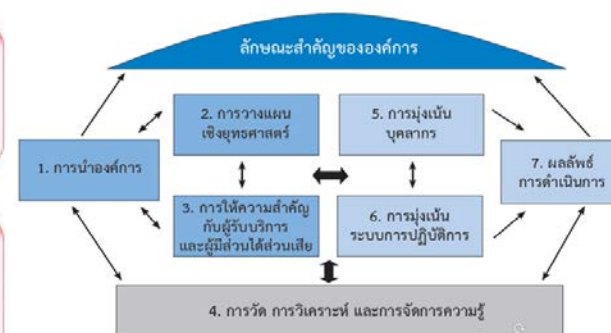 ลักษณะสำคัญขององค์การ
2. การวางแผน
เชิงยุทธศาสตร์
5. การมุ่งเน้น
บุคลากร
1. การนำองค์การ
7. ผลลัพธ์
การดำเนินการ
3. การให้ความสำคัญ
กับผู้รับบริการ
และผู้มีส่วนได้ส่วนเสีย
6. การมุ่งเน้น
ระบบการปฏิบัติการ
4. การวัด การวิเคราะห์ และการจัดการความรู้